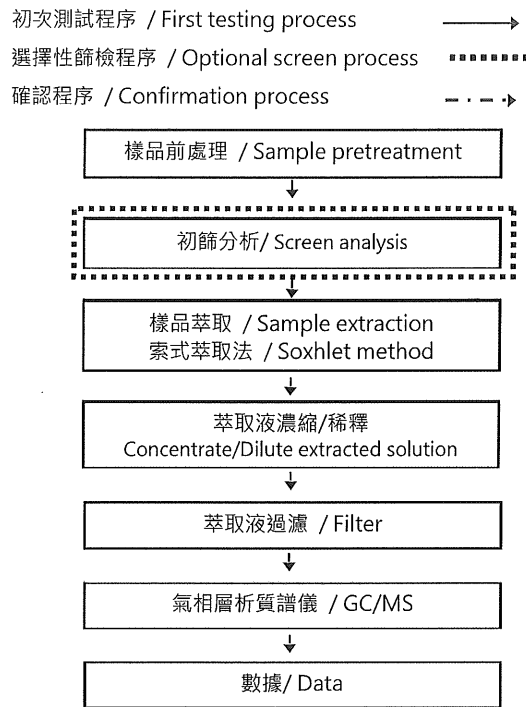 初次測試程序 / First testing process
選擇性篩檢程序 / Optional screen process
確認程序 / Confirmation process
樣品前處理 / Sample pretreatment
初篩分析/ Screen analysis
樣品萃取 / Sample extraction
索式萃取法 / Soxhlet method
萃取液濃縮/稀釋
Concentrate/Dilute extracted solution
萃取液過濾 / Filter
氣相層析質譜儀 / GC/MS
數據/ Data